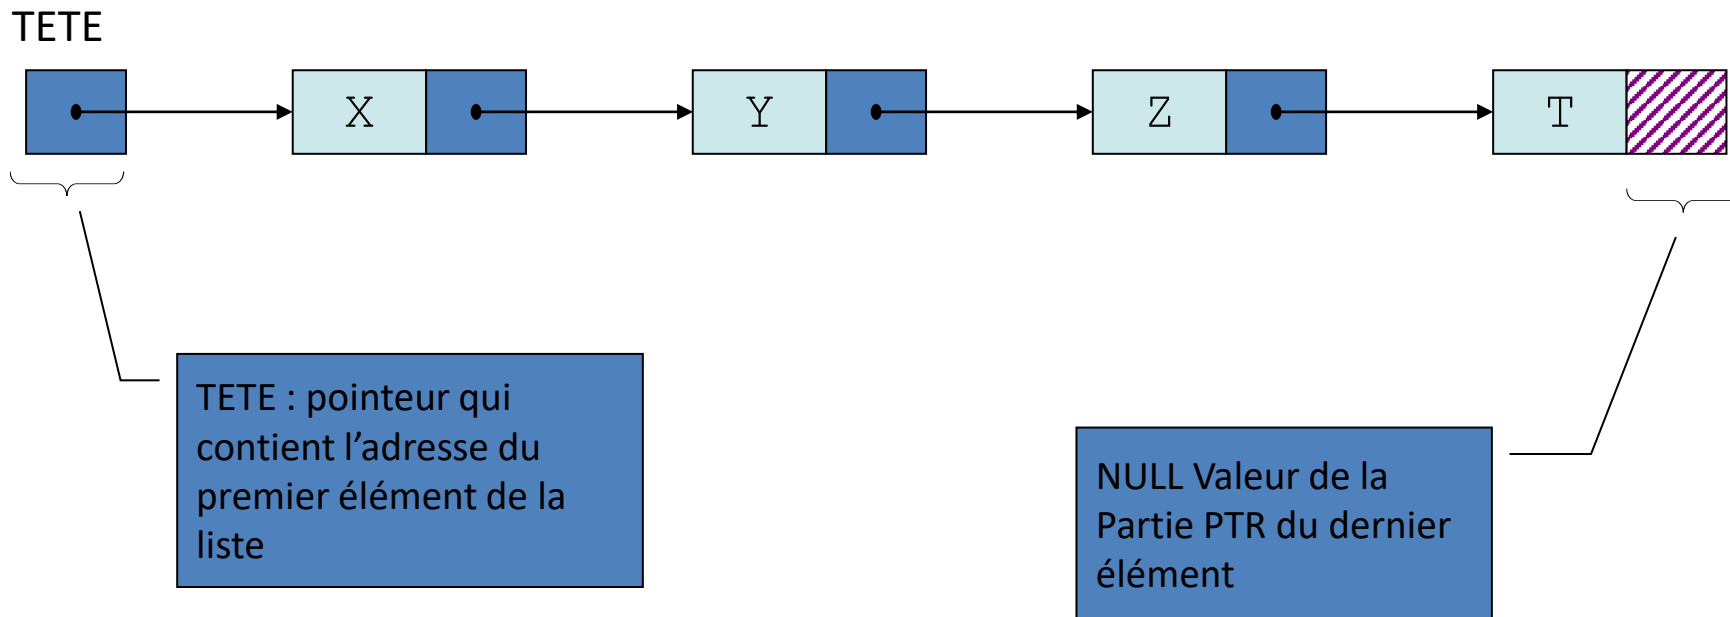 TETE
X
Y
Z
T
TETE : pointeur qui
contient l’adresse du
premier élément de la
liste
NULL Valeur de la
Partie PTR du dernier
élément